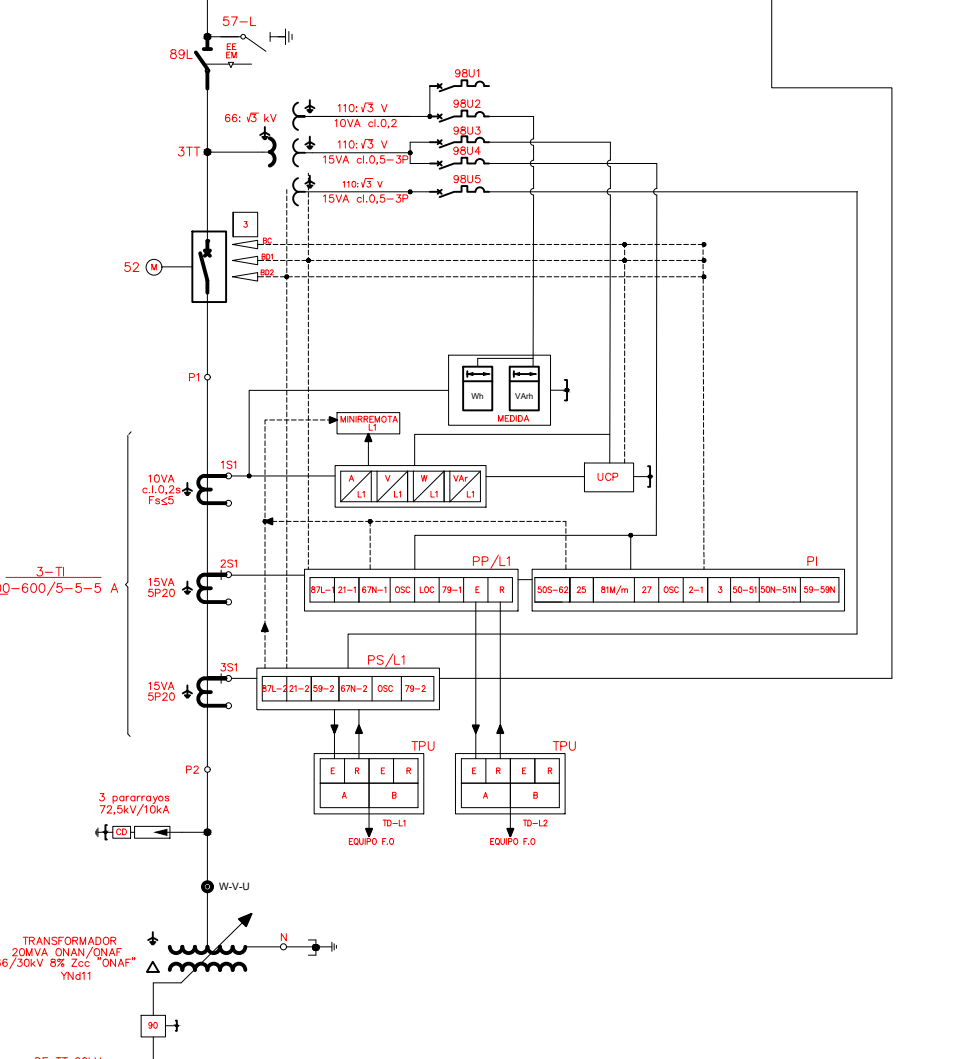 57-L
EE
EM
89L
98U1
110:√3 V
98U2
10VA cl.0,2
66: √3 kV
98U3
110:√3 V
98U4
3TT
15VA cl.0,5-3P
110:√3 V
98U5
15VA cl.0,5-3P
3
BC
BD1
BD2
52
M
P1
Wh
VArh
MEDIDA
MINIRREMOTA
L1
1S1
10VA
c.l.0,2s
Fs≤5
A
L1
V
L1
W
L1
VAr
L1
UCP
2S1
PP/L1
PI
3-TI
0-600/5-5-5 A
15VA
5P20
87L-1 21-1 67N-1 OSC LOC 79-1 E R
50S-62 25 81M/m 27 OSC 2-1 3 50-51 50N-51N 59-59N
3S1
PS/L1
15VA
5P20
87L-2 21-2 59-2 67N-2 OSC 79-2
TPU
TPU
P2
E R E R
E R E R
A B
A B
TD-L1
TD-L2
EQUIPO F.O
EQUIPO F.O
3 pararrayos
72,5kV/10kA
CD
W-V-U
N
TRANSFORMADOR
20MVA ONAN/ONAF
66/30kV 8% Zcc "ONAF"
YNd11
90